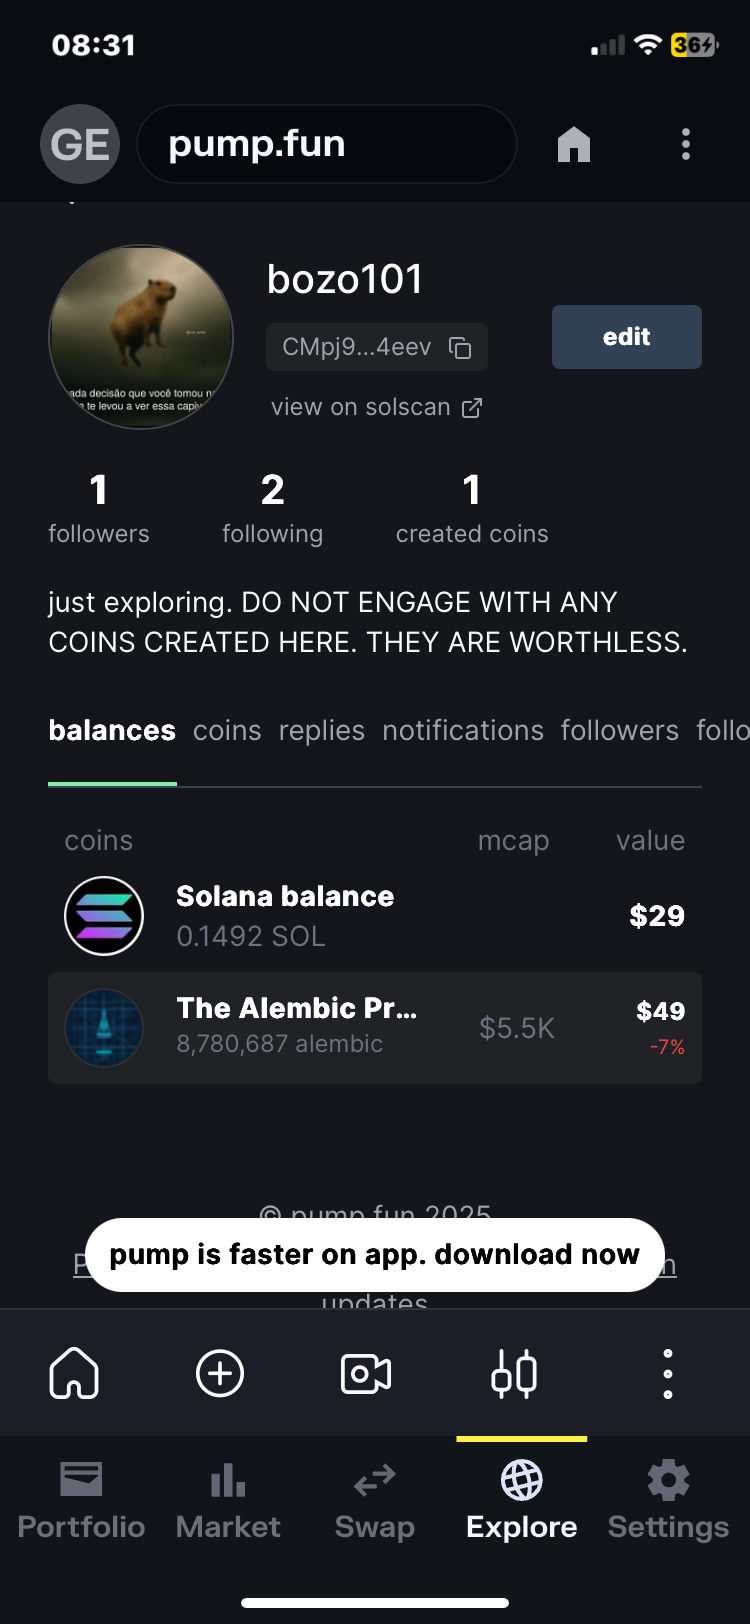 08:31
36
GE
pump.fun
bozo101
CMpj9...4eev
edit
view on solscan
ada decisão que você tomou
te levou a ver essa
1
2
1
followers
following
created coins
just exploring. DO NOT ENGAGE WITH ANY
COINS CREATED HERE. THEY ARE WORTHLESS.
balances coins replies notifications followers follo
coins mcap value
Solana balance
0.1492 SOL
$29
The Alembic Pr...
8,780,687 alembic
$5.5K
$49
-7%
© pump.fun 2025
pump is faster on app. download now
updates
Portfolio
Market
Swap
Explore
Settings